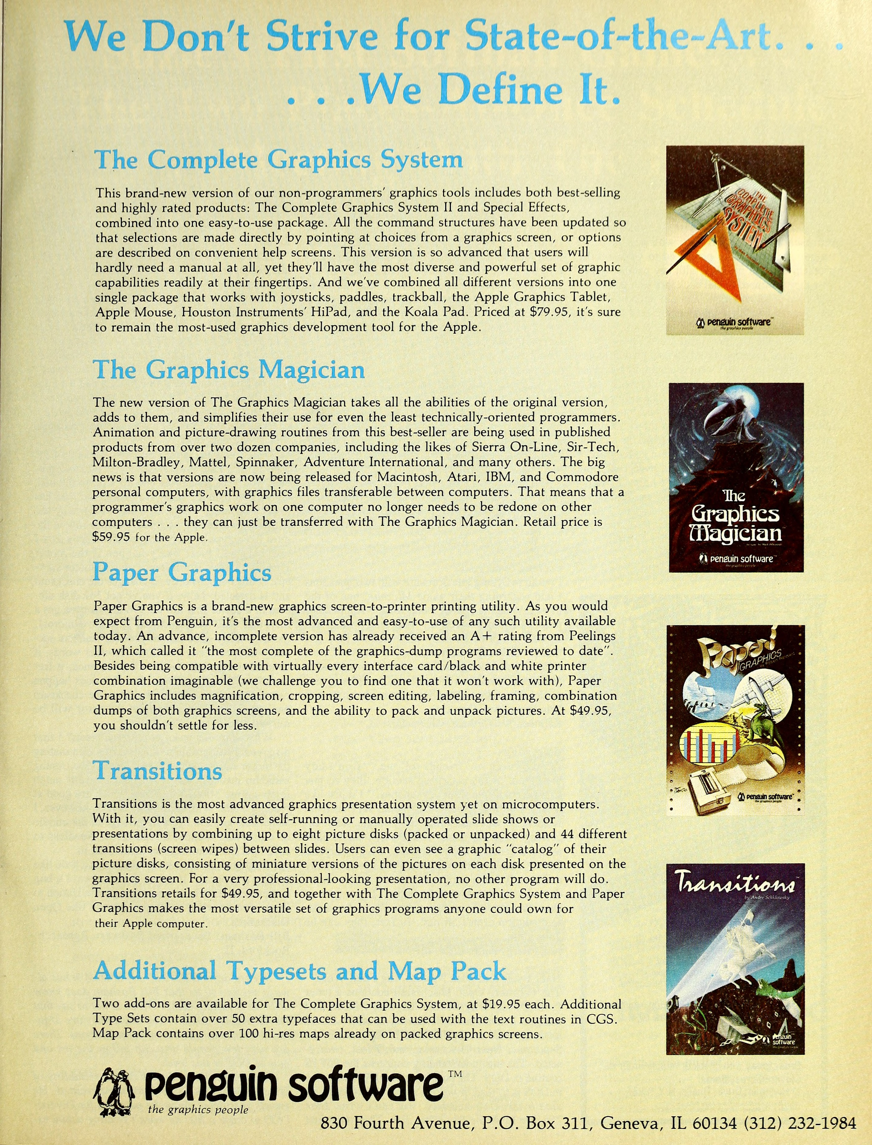 We Don't Strive for State-of-the-Art. . .
. . .We Define It.
The Complete Graphics System
This brand-new version of our non-programmers' graphics tools includes both best-selling
and highly rated products: The Complete Graphics System II and Special Effects,
combined into one easy-to-use package. All the command structures have been updated so
that selections are made directly by pointing at choices from a graphics screen, or options
are described on convenient help screens. This version is so advanced that users will
hardly need a manual at all, yet they'll have the most diverse and powerful set of graphic
capabilities readily at their fingertips. And we've combined all different versions into one
single package that works with joysticks, paddles, trackball, the Apple Graphics Tablet,
Apple Mouse, Houston Instruments' HiPad, and the Koala Pad. Priced at $79.95, it's sure
to remain the most-used graphics development tool for the Apple.
THE
COMPLETE
GRAPHICS
SYSTEM
penguin software™
the graphics people
The Graphics Magician
The new version of The Graphics Magician takes all the abilities of the original version,
adds to them, and simplifies their use for even the least technically-oriented programmers.
Animation and picture-drawing routines from this best-seller are being used in published
products from over two dozen companies, including the likes of Sierra On-Line, Sir-Tech,
Milton-Bradley, Mattel, Spinnaker, Adventure International, and many others. The big
news is that versions are now being released for Macintosh, Atari, IBM, and Commodore
personal computers, with graphics files transferable between computers. That means that a
programmer's graphics work on one computer no longer needs to be redone on other
computers . . . they can just be transferred with The Graphics Magician. Retail price is
$59.95 for the Apple.
The
Graphics
Magician
penguin software™
Paper Graphics
Paper Graphics is a brand-new graphics screen-to-printer printing utility. As you would
expect from Penguin, it's the most advanced and easy-to-use of any such utility available
today. An advance, incomplete version has already received an A+ rating from Peelings
II, which called it "the most complete of the graphics-dump programs reviewed to date".
Besides being compatible with virtually every interface card/black and white printer
combination imaginable (we challenge you to find one that it won't work with), Paper
Graphics includes magnification, cropping, screen editing, labeling, framing, combination
dumps of both graphics screens, and the ability to pack and unpack pictures. At $49.95,
you shouldn't settle for less.
Paper!
GRAPHICS
penguin software™
the graphics people
Transitions
Transitions is the most advanced graphics presentation system yet on microcomputers.
With it, you can easily create self-running or manually operated slide shows or
presentations by combining up to eight picture disks (packed or unpacked) and 44 different
transitions (screen wipes) between slides. Users can even see a graphic "catalog" of their
picture disks, consisting of miniature versions of the pictures on each disk presented on the
graphics screen. For a very professional-looking presentation, no other program will do.
Transitions retails for $49.95, and together with The Complete Graphics System and Paper
Graphics makes the most versatile set of graphics programs anyone could own for
their Apple computer.
Transitions
penguin
software
Additional Typesets and Map Pack
Two add-ons are available for The Complete Graphics System, at $19.95 each. Additional
Type Sets contain over 50 extra typefaces that can be used with the text routines in CGS.
Map Pack contains over 100 hi-res maps already on packed graphics screens.
penguin software™
the graphics people
830 Fourth Avenue, P.O. Box 311, Geneva, IL 60134 (312) 232-1984